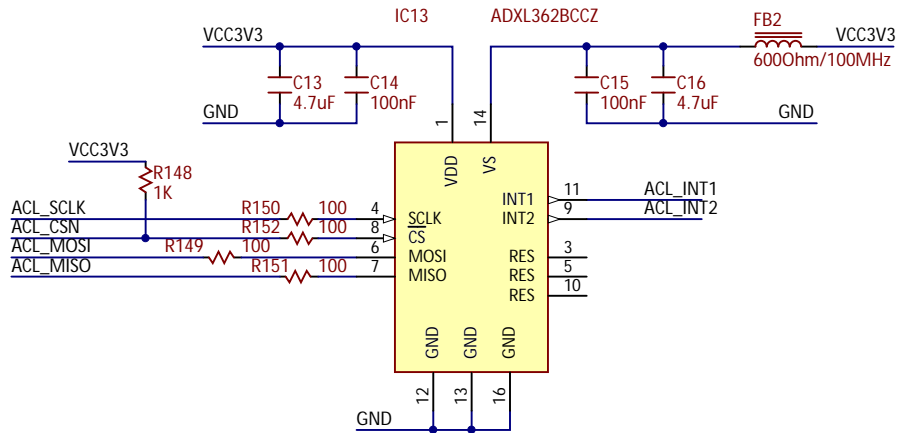 IC13 ADXL362BCCZ
FB2
VCC3V3 VCC3V3
600Ohm/100MHz
C13 C14 C15 C16
4.7uF 100nF 100nF 4.7uF
GND GND
1 14
VCC3V3
VDD VS
R148
1K
INT1 11 ACL_INT1
ACL_SCLK R150 100 4 SCLK
INT2 9 ACL_INT2
ACL_CSN R152 100 8 CS
ACL_MOSI R149 100 6 MOSI
RES 3
ACL_MISO R151 100 7 MISO
RES 5
RES 10
GND GND GND
12 13 16
GND